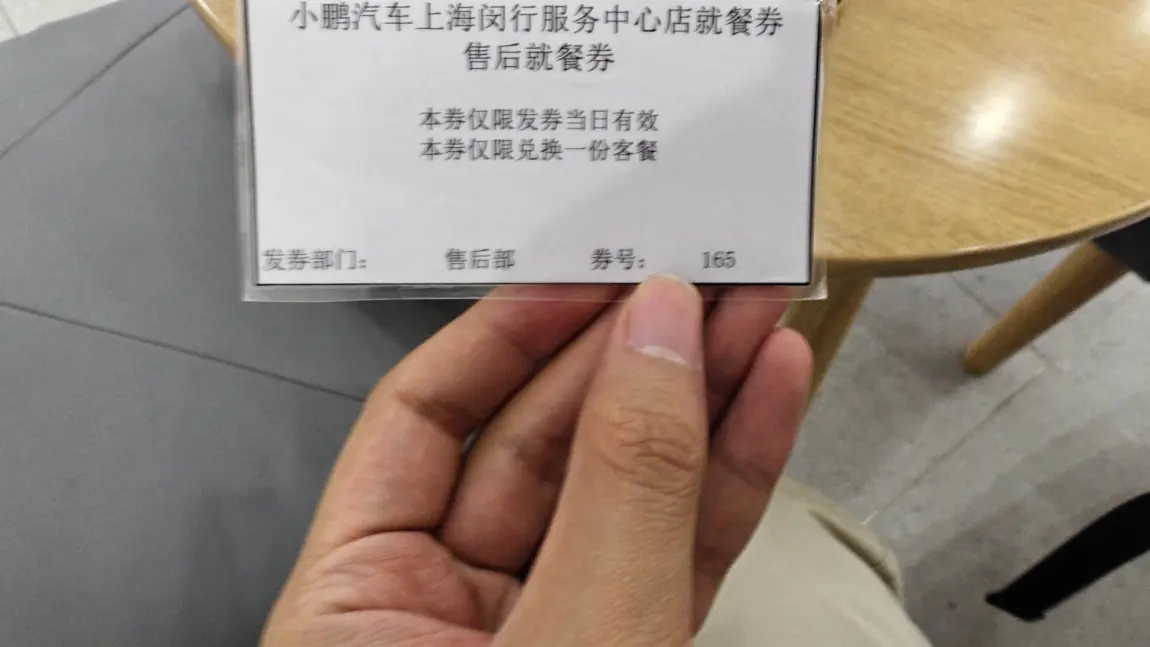 小鹏汽车上海闵行服务中心店就餐券
售后就餐券
本券仅限发券当日有效
本券仅限兑换一份客餐
发券部门： 售后部 券号： 165